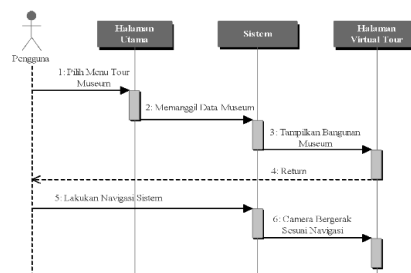 Halaman
Utama
Sistem
Halaman
Virtual Tour
Pengguna
1: Pilih Menu Tour
Museum
2: Memanggil Data Museum
3: Tampilkan Bangunan
Museum
4: Return
5: Lakukan Navigasi Sistem
6: Camera Bergerak
Sesuai Navigasi